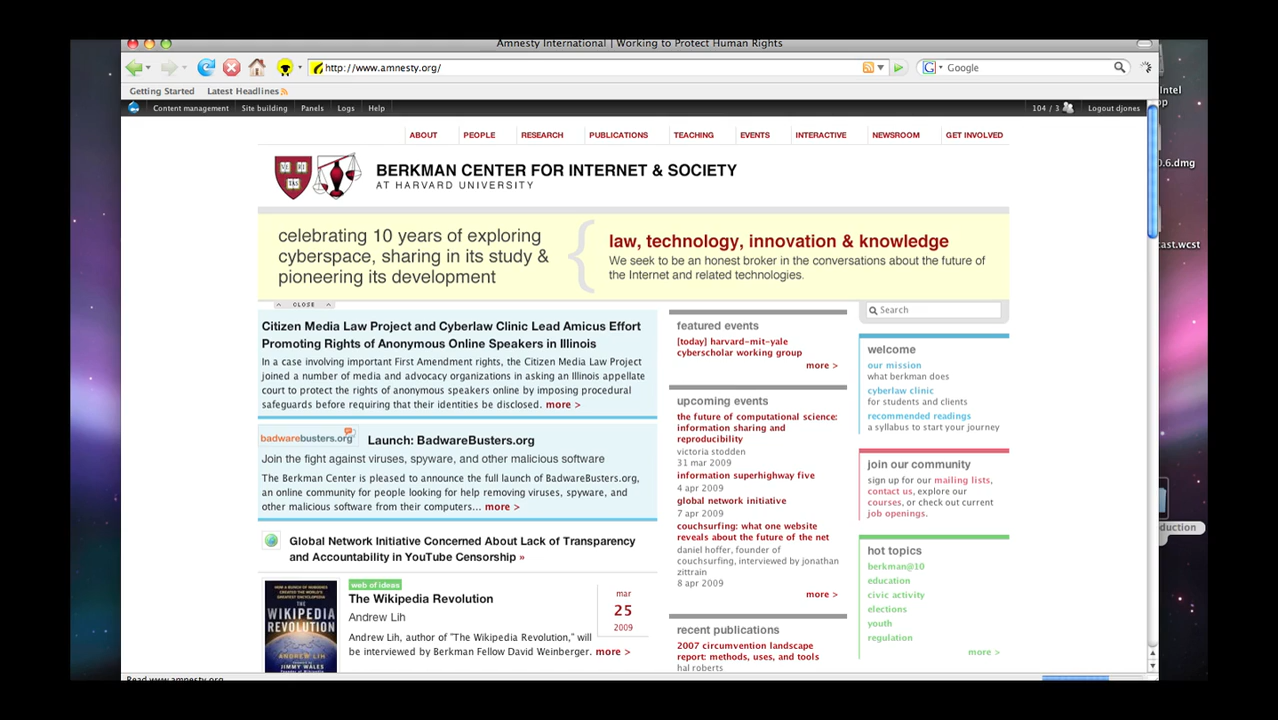 Amnesty International | Working to Protect Human Rights
http://www.amnesty.org/
Google
Getting Started Latest Headlines
Content management Site building Panels Logs Help 104 / 3 Logout djones
Intel
ABOUT PEOPLE RESEARCH PUBLICATIONS TEACHING EVENTS INTERACTIVE NEWSROOM GET INVOLVED
BERKMAN CENTER FOR INTERNET & SOCIETY
AT HARVARD UNIVERSITY
0.6.dmg
celebrating 10 years of exploring
cyberspace, sharing in its study &
pioneering its development
law, technology, innovation & knowledge
We seek to be an honest broker in the conversations about the future of
the Internet and related technologies.
ast.wcst
CLOSE
Citizen Media Law Project and Cyberlaw Clinic Lead Amicus Effort
Promoting Rights of Anonymous Online Speakers in Illinois
In a case involving important First Amendment rights, the Citizen Media Law Project
joined a number of media and advocacy organizations in asking an Illinois appellate
court to protect the rights of anonymous speakers online by imposing procedural
safeguards before requiring that their identities be disclosed. more >
badwarebusters.org
Launch: BadwareBusters.org
Join the fight against viruses, spyware, and other malicious software
The Berkman Center is pleased to announce the full launch of BadwareBusters.org,
an online community for people looking for help removing viruses, spyware, and
other malicious software from their computers... more >
Global Network Initiative Concerned About Lack of Transparency
and Accountability in YouTube Censorship »
THE
WIKIPEDIA
REVOLUTION
ANDREW LIH
JIMMY WALES
web of ideas
The Wikipedia Revolution
Andrew Lih
Andrew Lih, author of "The Wikipedia Revolution," will
be interviewed by Berkman Fellow David Weinberger. more >
mar
25
2009
featured events
[today] harvard-mit-yale
cyberscholar working group
more >
upcoming events
the future of computational science:
information sharing and
reproducibility
victoria stodden
31 mar 2009
information superhighway five
4 apr 2009
global network initiative
7 apr 2009
couchsurfing: what one website
reveals about the future of the net
daniel hoffer, founder of
couchsurfing, interviewed by jonathan
zittrain
8 apr 2009
more >
recent publications
2007 circumvention landscape
report: methods, uses, and tools
hal roberts
Search
welcome
our mission
what berkman does
cyberlaw clinic
for students and clients
recommended readings
a syllabus to start your journey
join our community
sign up for our mailing lists,
contact us, explore our
courses, or check out current
job openings.
hot topics
berkman@10
education
civic activity
elections
youth
regulation
more >
duction
Read www.amnesty.org